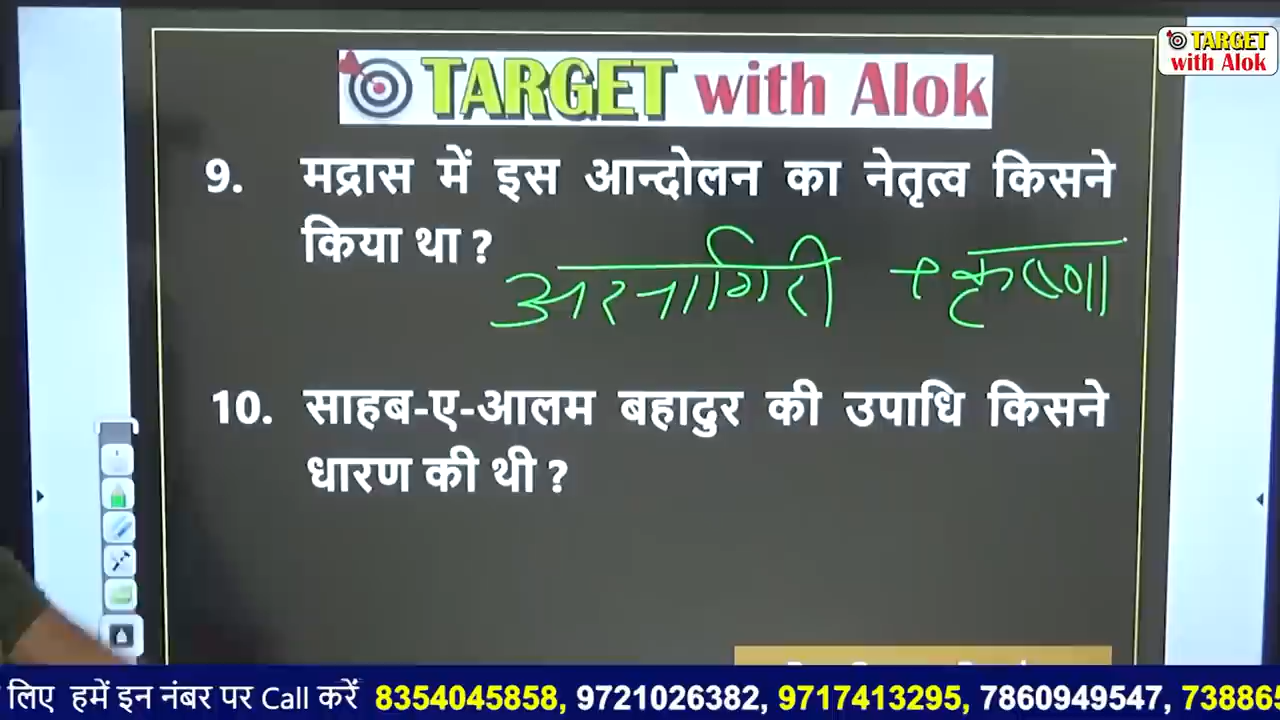 TARGET
with Alok
TARGET with Alok
9. मद्रास में इस आन्दोलन का नेतृत्व किसने
किया था ?
अरनागिरी + कृष्णा
10. साहब-ए-आलम बहादुर की उपाधि किसने
धारण की थी ?
लिए हमें इन नंबर पर Call करें 8354045858, 9721026382, 9717413295, 7860949547, 738865